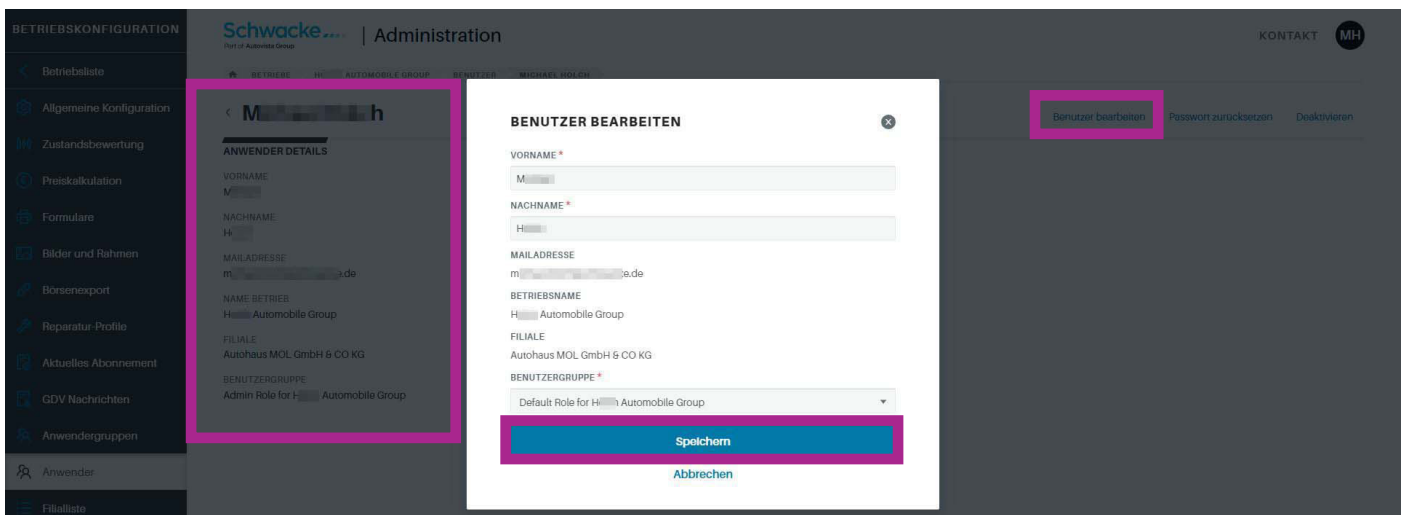 BETRIEBSKONFIGURATION
Betriebsliste
Allgemeine Konfiguration
Zustandsbewertung
Preiskalkulation
Formulare
Bilder und Rahmen
Börsenexport
Reparatur-Profile
Aktuelles Abonnement
GDV Nachrichten
Anwendergruppen
Anwender
Filialliste
Schwacke | Administration
Part of Autovista Group
KONTAKT MH
BETRIEBE H AUTOMOBILE GROUP BENUTZER
M h
Benutzer bearbeiten Passwort zurücksetzen Deaktivieren
ANWENDER DETAILS
VORNAME
M
NACHNAME
H
MAILADRESSE
m e.de
NAME BETRIEB
H Automobile Group
FILIALE
Autohaus MOL GmbH & CO KG
BENUTZERGRUPPE
Admin Role for H Automobile Group
BENUTZER BEARBEITEN
VORNAME *
M
NACHNAME *
H
MAILADRESSE
m e.de
BETRIEBSNAME
H Automobile Group
FILIALE
Autohaus MOL GmbH & CO KG
BENUTZERGRUPPE *
Default Role for H Automobile Group
Speichern
Abbrechen